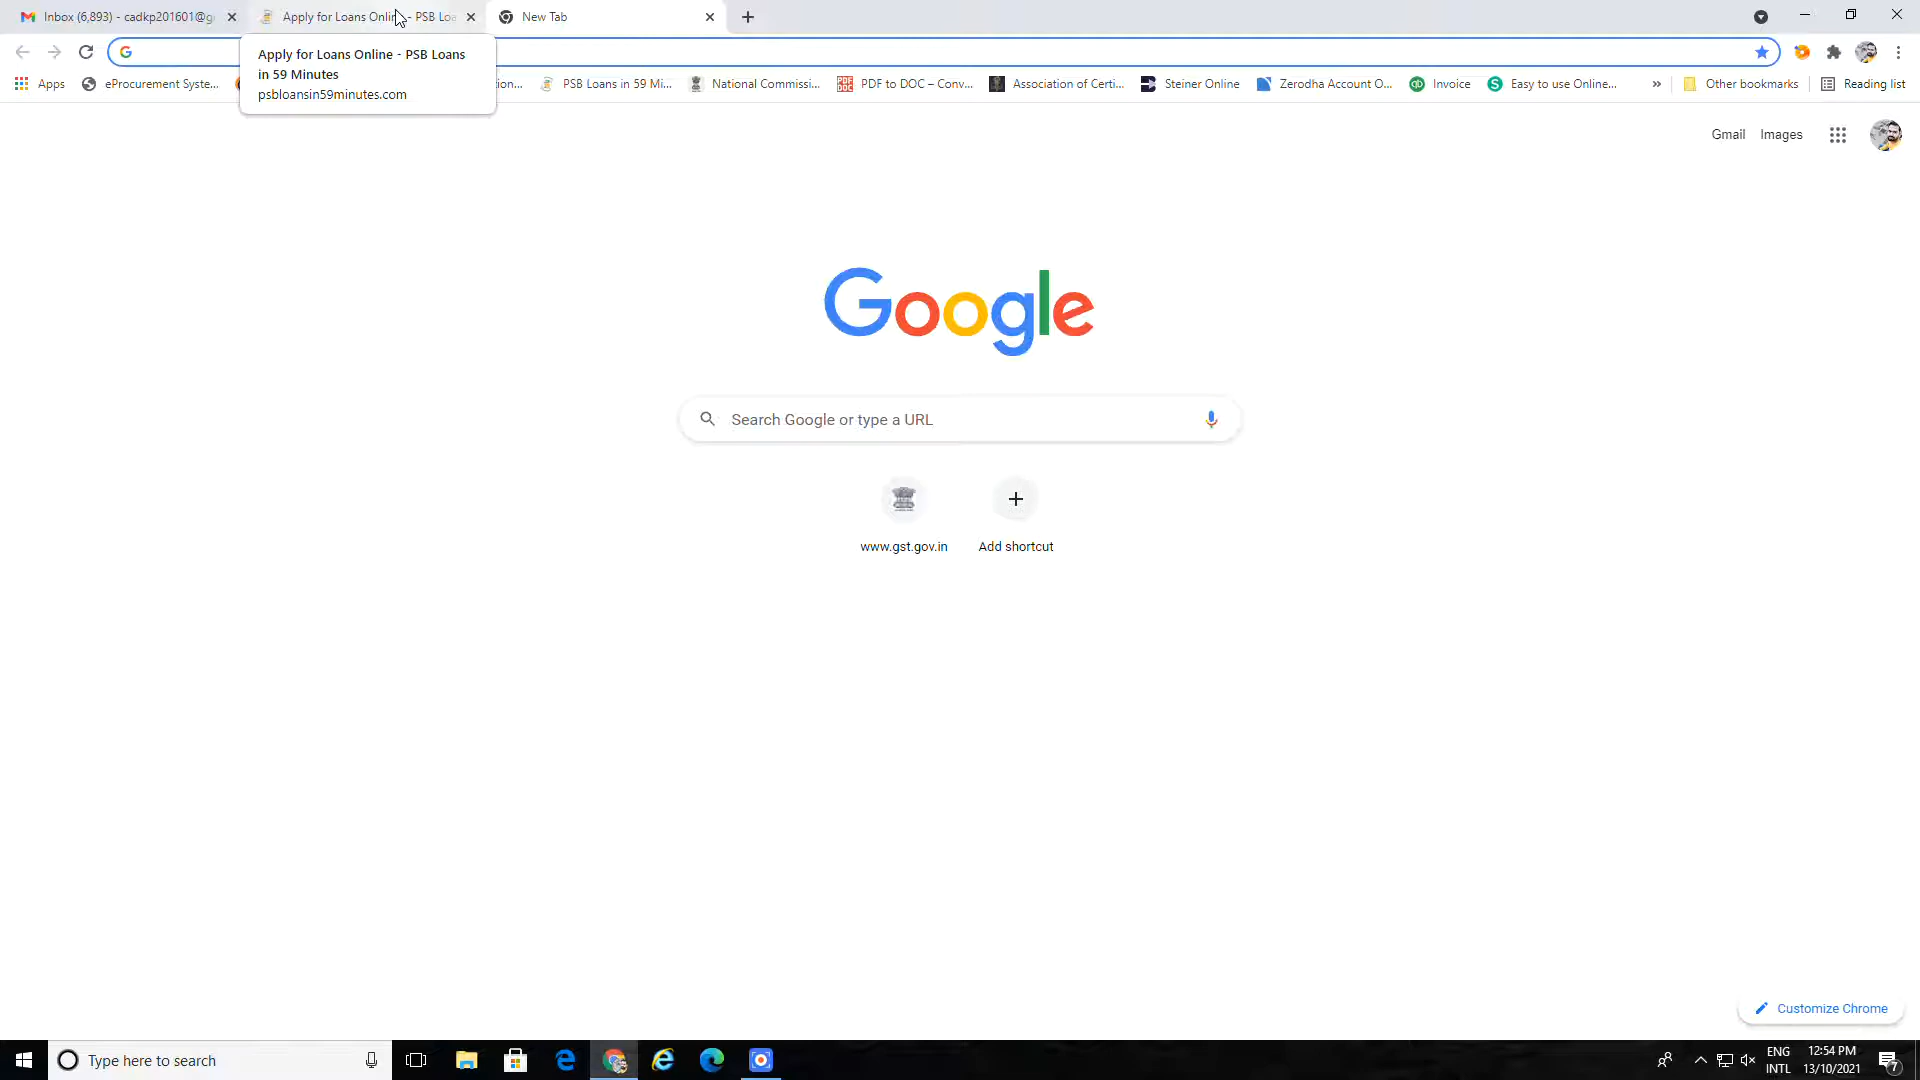 Inbox (6,893) - cadkp201601@g
Apply for Loans Onlin - PSB Loa
New Tab
Apply for Loans Online - PSB Loans
in 59 Minutes
psbloansin59minutes.com
Apps
eProcurement Syste...
ion...
PSB Loans in 59 Mi...
National Commissi...
PDF to DOC – Conv...
Association of Certi...
Steiner Online
Zerodha Account O...
Invoice
Easy to use Online...
»
Other bookmarks
Reading list
Gmail
Images
Google
Search Google or type a URL
www.gst.gov.in
Add shortcut
Customize Chrome
Type here to search
ENG
INTL
12:54 PM
13/10/2021
7